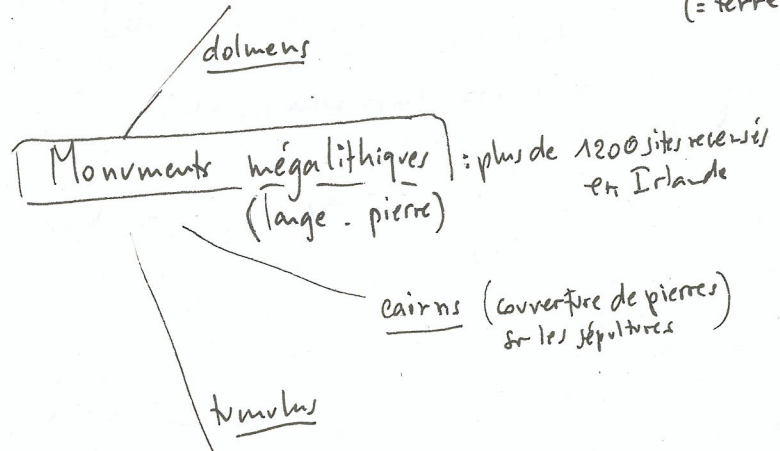 (= terre
dolmens
Monuments mégalithiques : plus de 1200 sites recensés
en Irlande
(large - pierre)
cairns (couverture de pierres)
sr les sépultures
tumulus